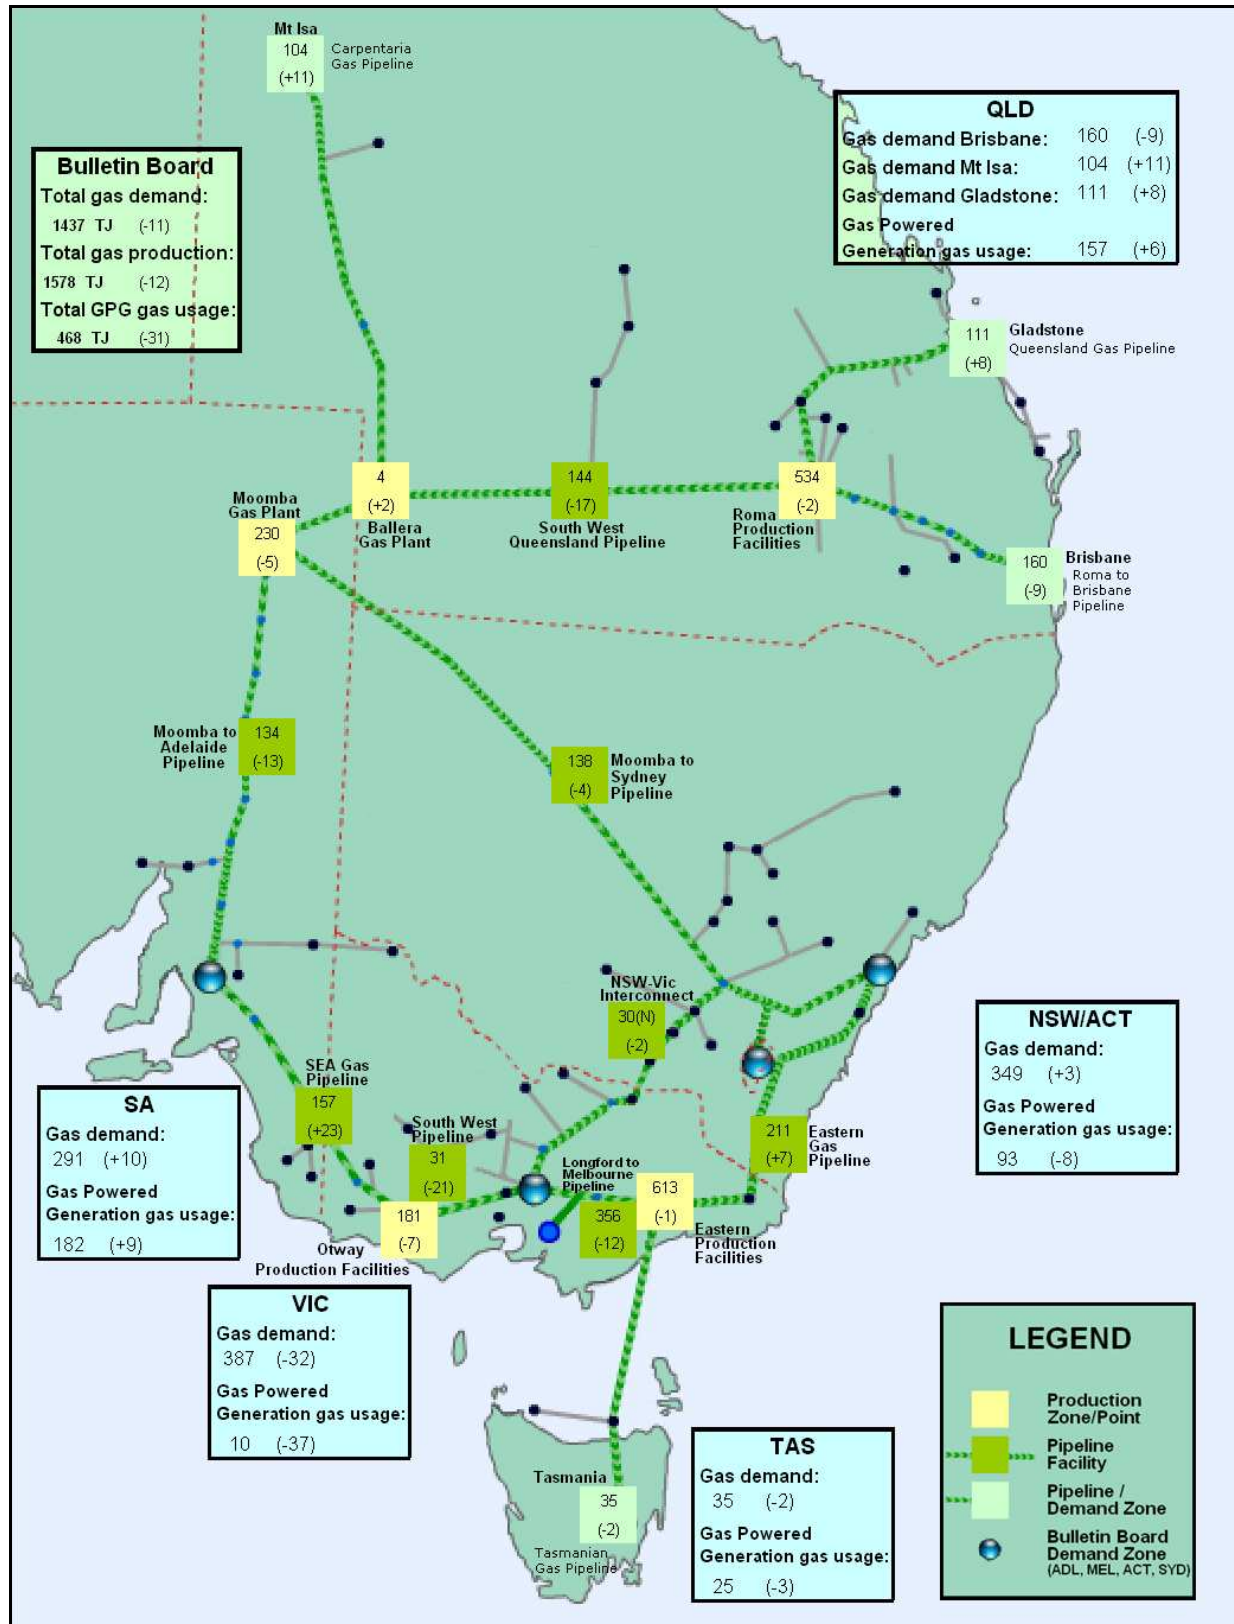 Mt Isa
104
(+11)
Carpentaria
Gas Pipeline
Bulletin Board
Total gas demand:
1437 TJ (-11)
Total gas production:
1578 TJ (-12)
Total GPG gas usage:
468 TJ (-31)
QLD
Gas demand Brisbane: 160 (-9)
Gas demand Mt Isa: 104 (+11)
Gas demand Gladstone: 111 (+8)
Gas Powered
Generation gas usage: 157 (+6)
111
(+8)
Gladstone
Queensland Gas Pipeline
Moomba
Gas Plant
230
(-5)
4
(+2)
Ballera
Gas Plant
144
(-17)
South West
Queensland Pipeline
534
(-2)
Roma
Production
Facilities
160
(-9)
Brisbane
Roma to
Brisbane
Pipeline
Moomba to
Adelaide
Pipeline
134
(-13)
138
(-4)
Moomba to
Sydney
Pipeline
NSW-Vic
Interconnect
30(N)
(-2)
NSW/ACT
Gas demand:
349 (+3)
Gas Powered
Generation gas usage:
93 (-8)
SEA Gas
Pipeline
157
(+23)
SA
Gas demand:
291 (+10)
Gas Powered
Generation gas usage:
182 (+9)
South West
Pipeline
31
(-21)
211
(+7)
Eastern
Gas
Pipeline
Longford to
Melbourne
Pipeline
356
(-12)
613
(-1)
Eastern
Production
Facilities
181
(-7)
Otway
Production Facilities
VIC
Gas demand:
387 (-32)
Gas Powered
Generation gas usage:
10 (-37)
Tasmania
35
(-2)
Tasmanian
Gas Pipeline
TAS
Gas demand:
35 (-2)
Gas Powered
Generation gas usage:
25 (-3)
LEGEND
Production
Zone/Point
Pipeline
Facility
Pipeline /
Demand Zone
Bulletin Board
Demand Zone
(ADL, MEL, ACT, SYD)